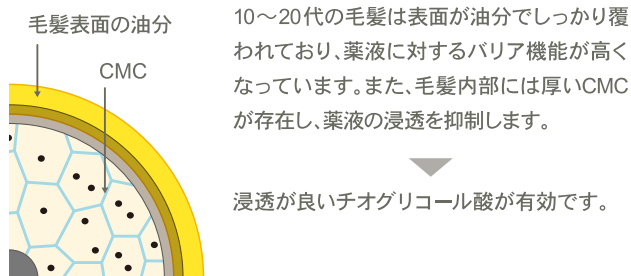 毛髪表面の油分
CMC
10〜20代の毛髪は表面が油分でしっかり覆
われており、薬液に対するバリア機能が高く
なっています。また、毛髪内部には厚いCMC
が存在し、薬液の浸透を抑制します。
浸透が良いチオグリコール酸が有効です。